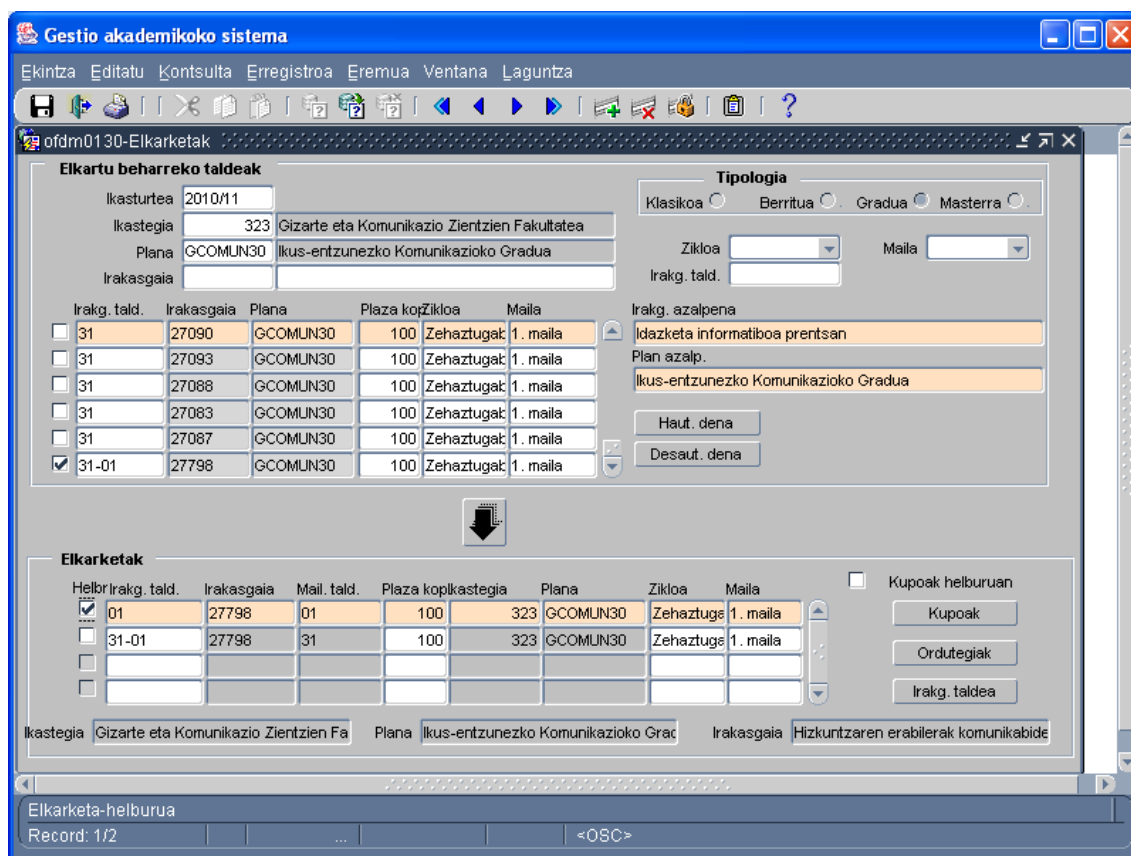 Gestio akademikoko sistema
Ekintza Editatu Kontsulta Erregistroa Eremua Ventana Laguntza
ofdm0130-Elkarketak
Elkartu beharreko taldeak
Tipologia
Ikasturtea 2010/11
Klasikoa Berritua . Gradua Masterra .
Ikastegia 323 Gizarte eta Komunikazio Zientzien Fakultatea
Plana GCOMUN30 Ikus-entzunezko Komunikazioko Gradua
Zikloa Maila
Irakasgaia
Irakg. tald.
Irakg. tald. Irakasgaia Plana Plaza kop Zikloa Maila
Irakg. azalpena
31 27090 GCOMUN30 100 Zehaztugab 1. maila
Idazketa informatiboa prentsan
31 27093 GCOMUN30 100 Zehaztugab 1. maila
Plan azalp.
31 27088 GCOMUN30 100 Zehaztugab 1. maila
Ikus-entzunezko Komunikazioko Gradua
31 27083 GCOMUN30 100 Zehaztugab 1. maila
Haut. dena
31 27087 GCOMUN30 100 Zehaztugab 1. maila
Desaut. dena
31-01 27798 GCOMUN30 100 Zehaztugab 1. maila
Elkarketak
Helbr Irakg. tald. Irakasgaia Mail. tald. Plaza kop Ikastegia Plana Zikloa Maila
Kupoak helburuan
01 27798 01 100 323 GCOMUN30 Zehaztuga 1. maila
Kupoak
31-01 27798 31 100 323 GCOMUN30 Zehaztuga 1. maila
Ordutegiak
Irakg. taldea
Ikastegia Gizarte eta Komunikazio Zientzien Fa Plana Ikus-entzunezko Komunikazioko Grac Irakasgaia Hizkuntzaren erabilerak komunikabide
Elkarketa-helburua
Record: 1/2 ... <OSC>